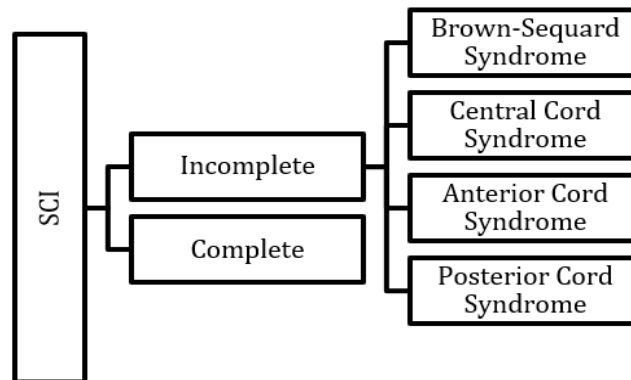 SCI
Incomplete
Complete
Brown-Sequard
Syndrome
Central Cord
Syndrome
Anterior Cord
Syndrome
Posterior Cord
Syndrome